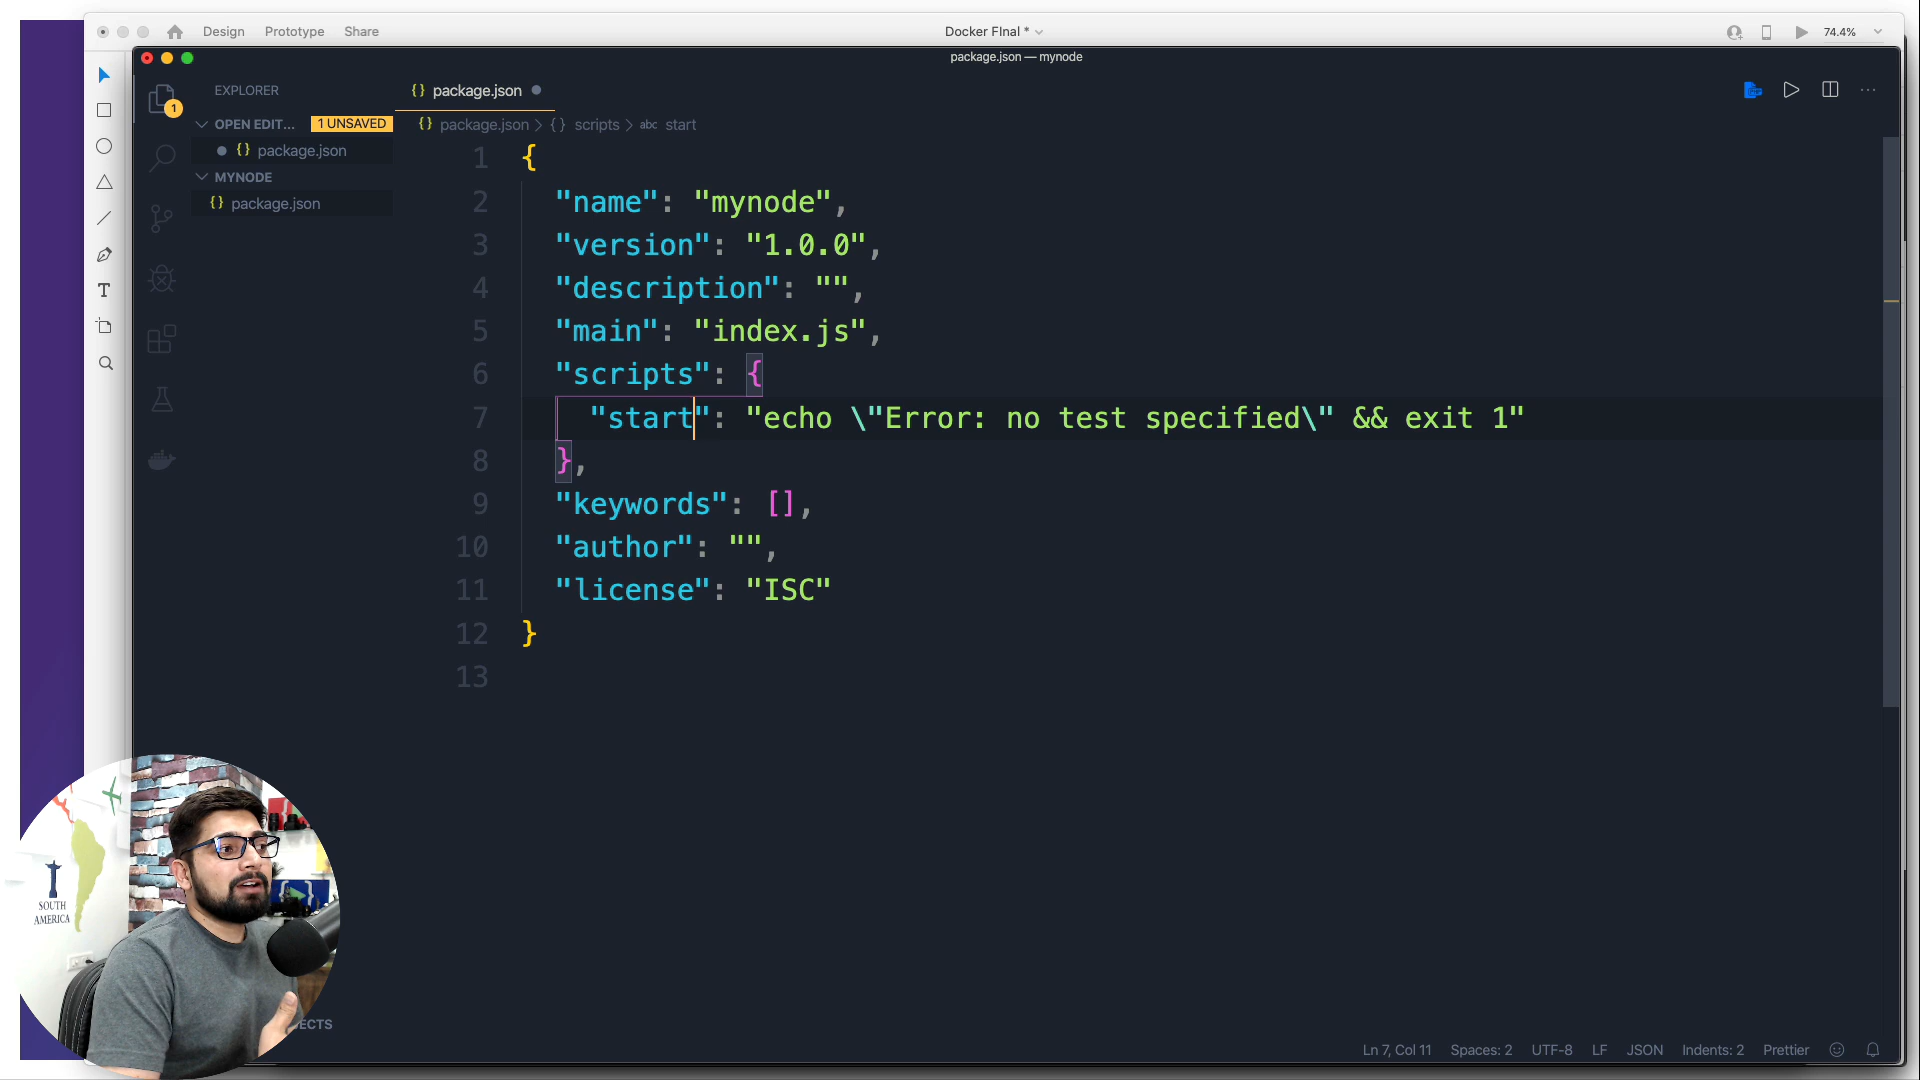 Design Prototype Share Docker FInal * 74.4%
package.json — mynode
EXPLORER
{} package.json
1
OPEN EDIT... 1 UNSAVED
{} package.json > {} scripts > abc start
{} package.json
MYNODE
{} package.json
1 {
2 "name": "mynode",
3 "version": "1.0.0",
4 "description": "",
5 "main": "index.js",
6 "scripts": {
7 "start": "echo \"Error: no test specified\" && exit 1"
8 },
9 "keywords": [],
10 "author": "",
11 "license": "ISC"
12 }
13
T
SOUTH
AMERICA
ECTS
Ln 7, Col 11 Spaces: 2 UTF-8 LF JSON Indents: 2 Prettier